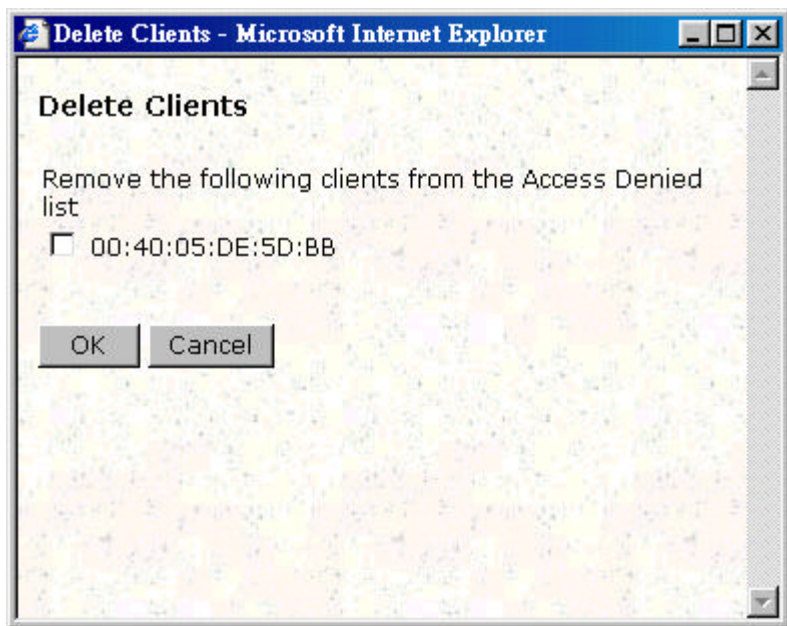 Delete Clients - Microsoft Internet Explorer
Delete Clients
Remove the following clients from the Access Denied
list
00:40:05:DE:5D:BB
OK Cancel